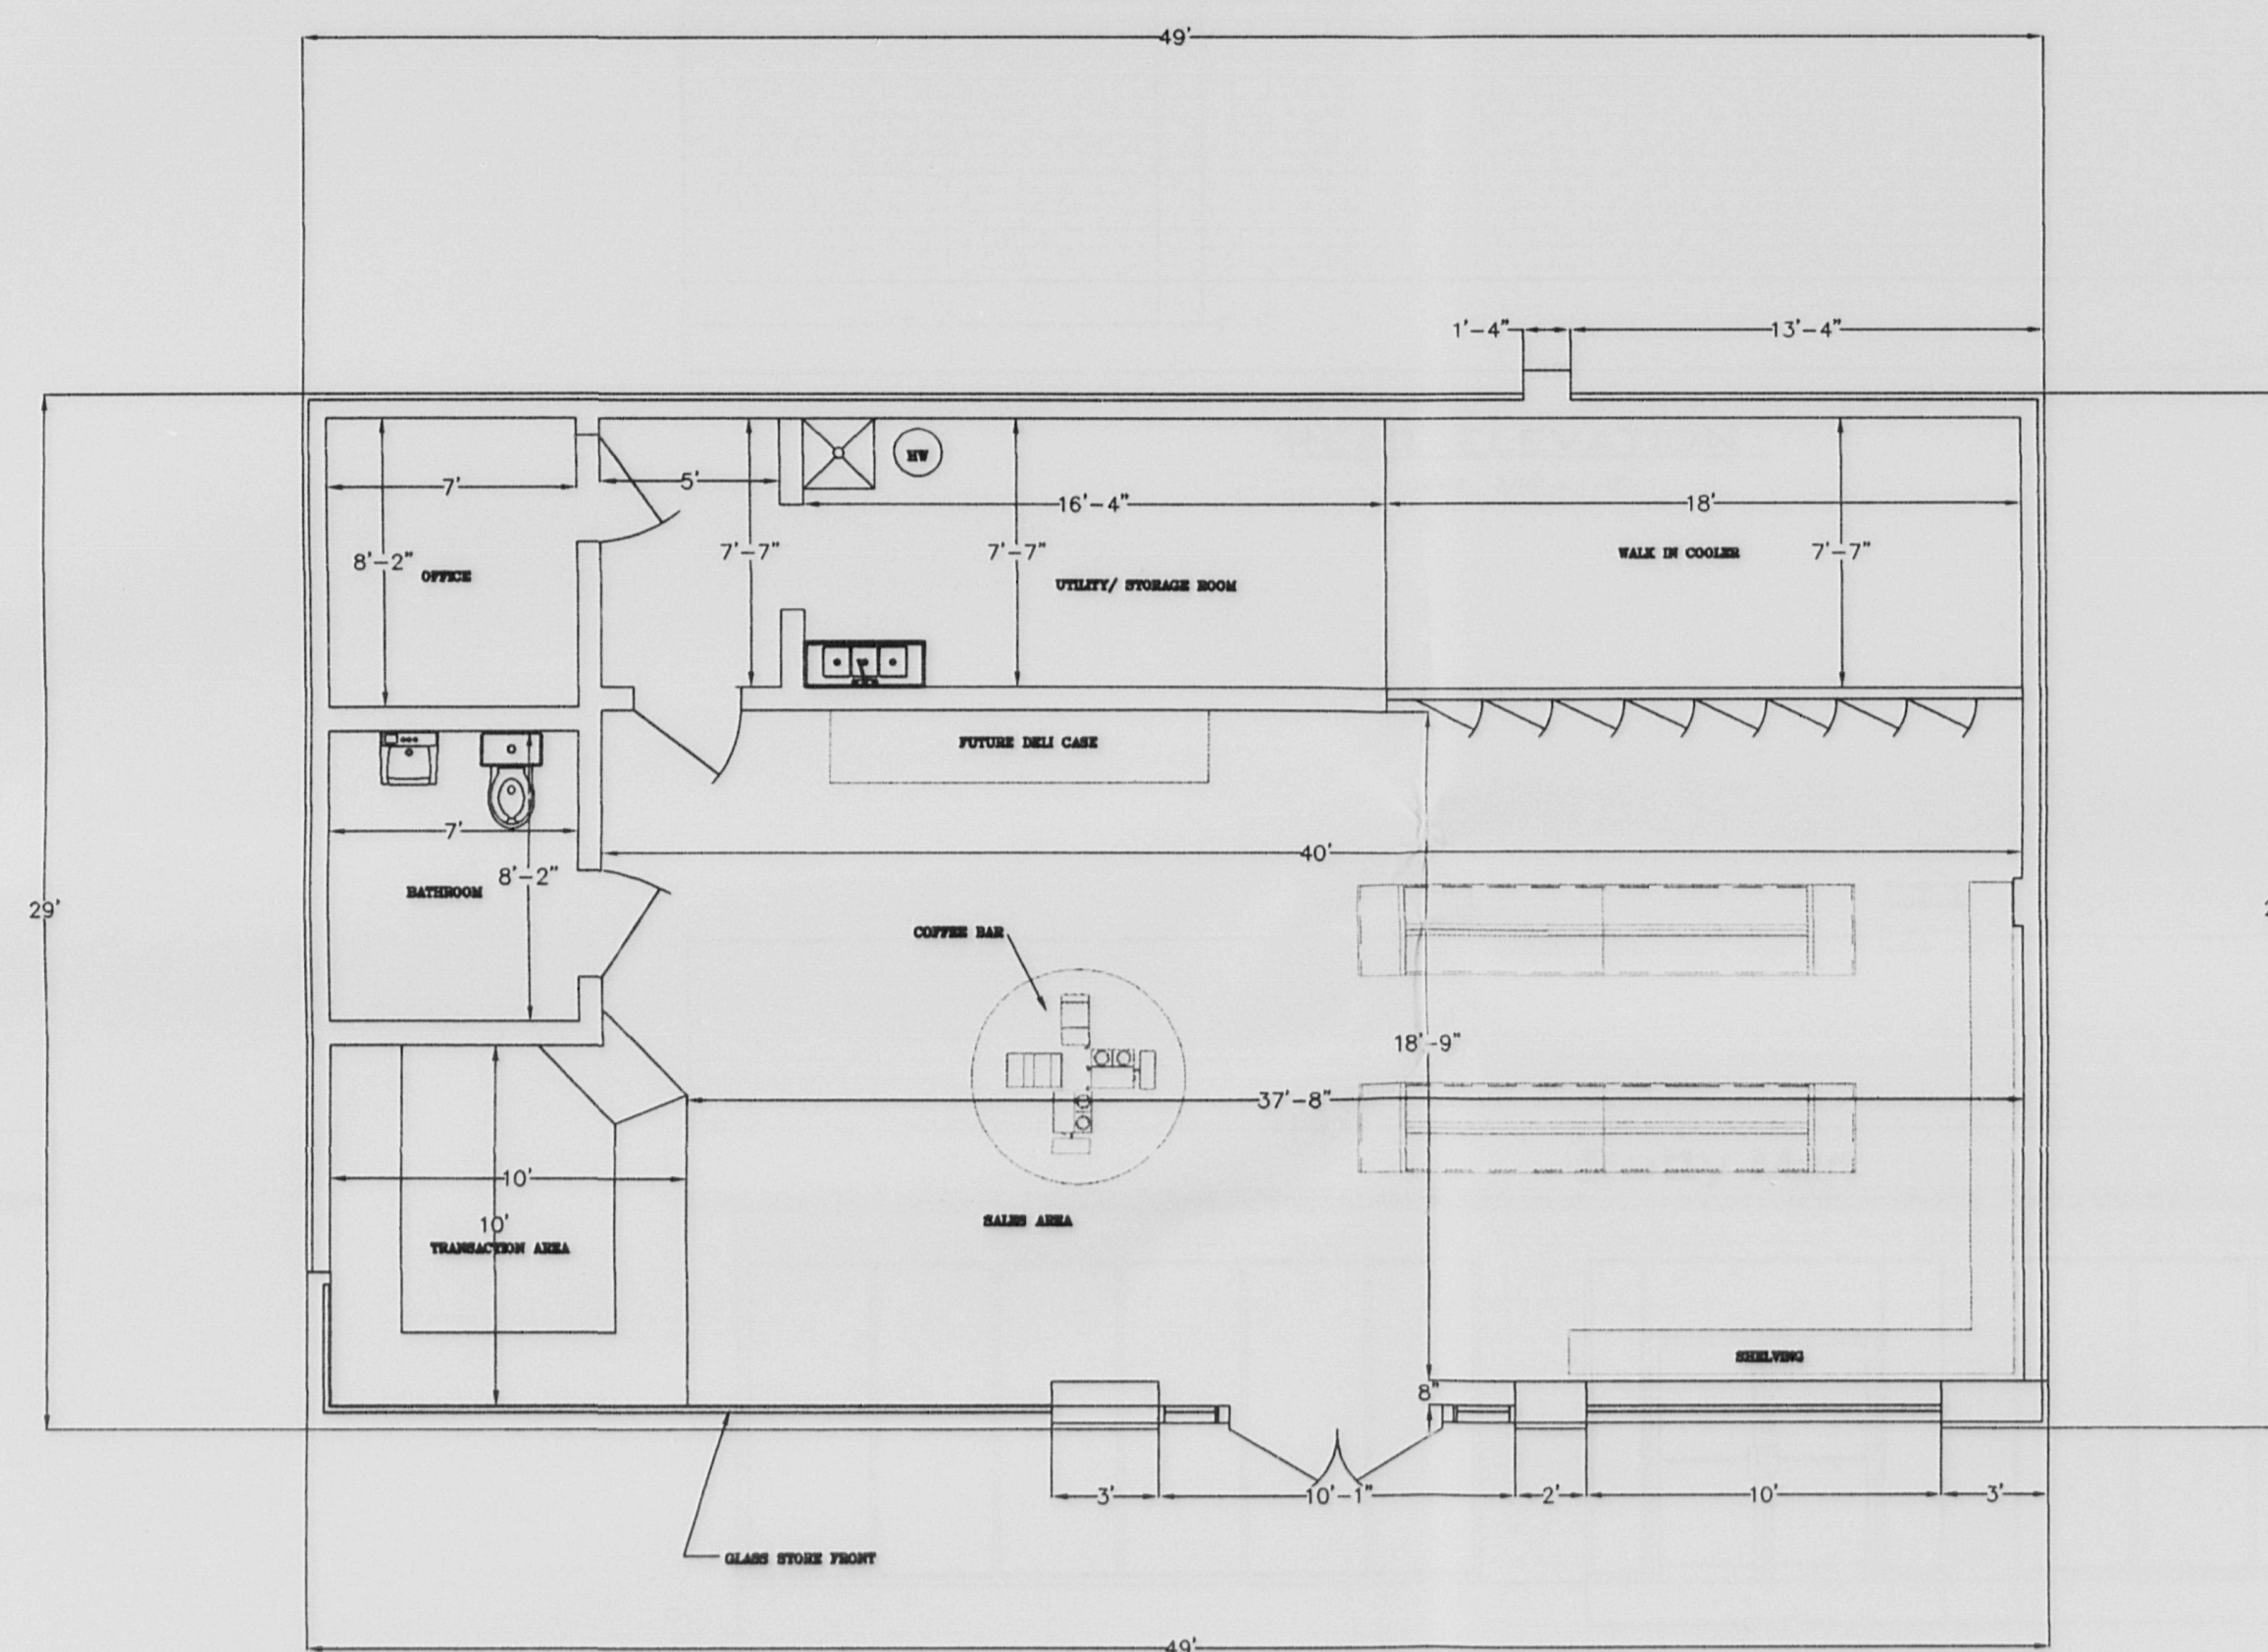 49'
1'-4"
13'-4"
HW
7'
5'
16'-4"
18'
8'-2"
7'-7"
7'-7"
WALK IN COOLER
7'-7"
OFFICE
UTILITY/ STORAGE ROOM
FUTURE DELI CASE
7'
40'
8'-2"
BATHROOM
29'
COFFEE BAR
18'-9"
37'-8"
10'
10'
SALES AREA
TRANSACTION AREA
SHELVING
8"
3'
10'-1"
2'
10'
3'
GLASS STORE FRONT
49'